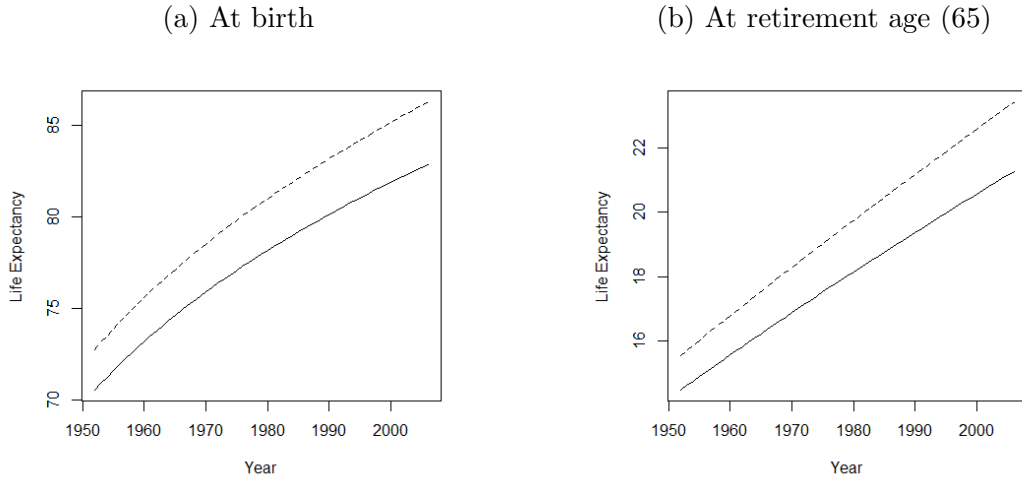 (a) At birth
Life Expectancy
85
80
75
70
1950 1960 1970 1980 1990 2000
Year
(b) At retirement age (65)
Life Expectancy
22
20
18
16
1950 1960 1970 1980 1990 2000
Year